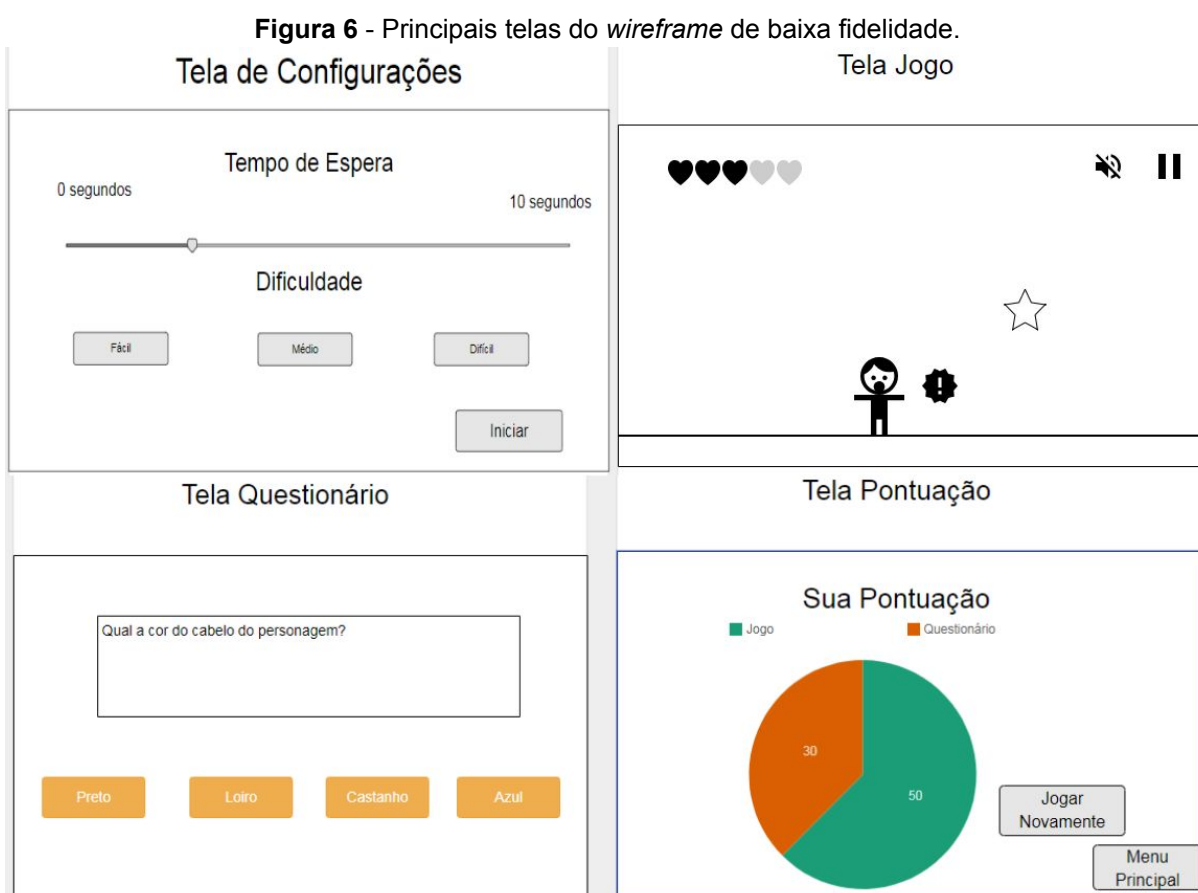 Figura 6 - Principais telas do wireframe de baixa fidelidade.
Tela de Configurações
Tempo de Espera
0 segundos
10 segundos
Dificuldade
Fácil
Médio
Difícil
Iniciar
Tela Jogo
Tela Questionário
Qual a cor do cabelo do personagem?
Preto
Loiro
Castanho
Azul
Tela Pontuação
Sua Pontuação
Jogo
Questionário
30
50
Jogar
Novamente
Menu
Principal